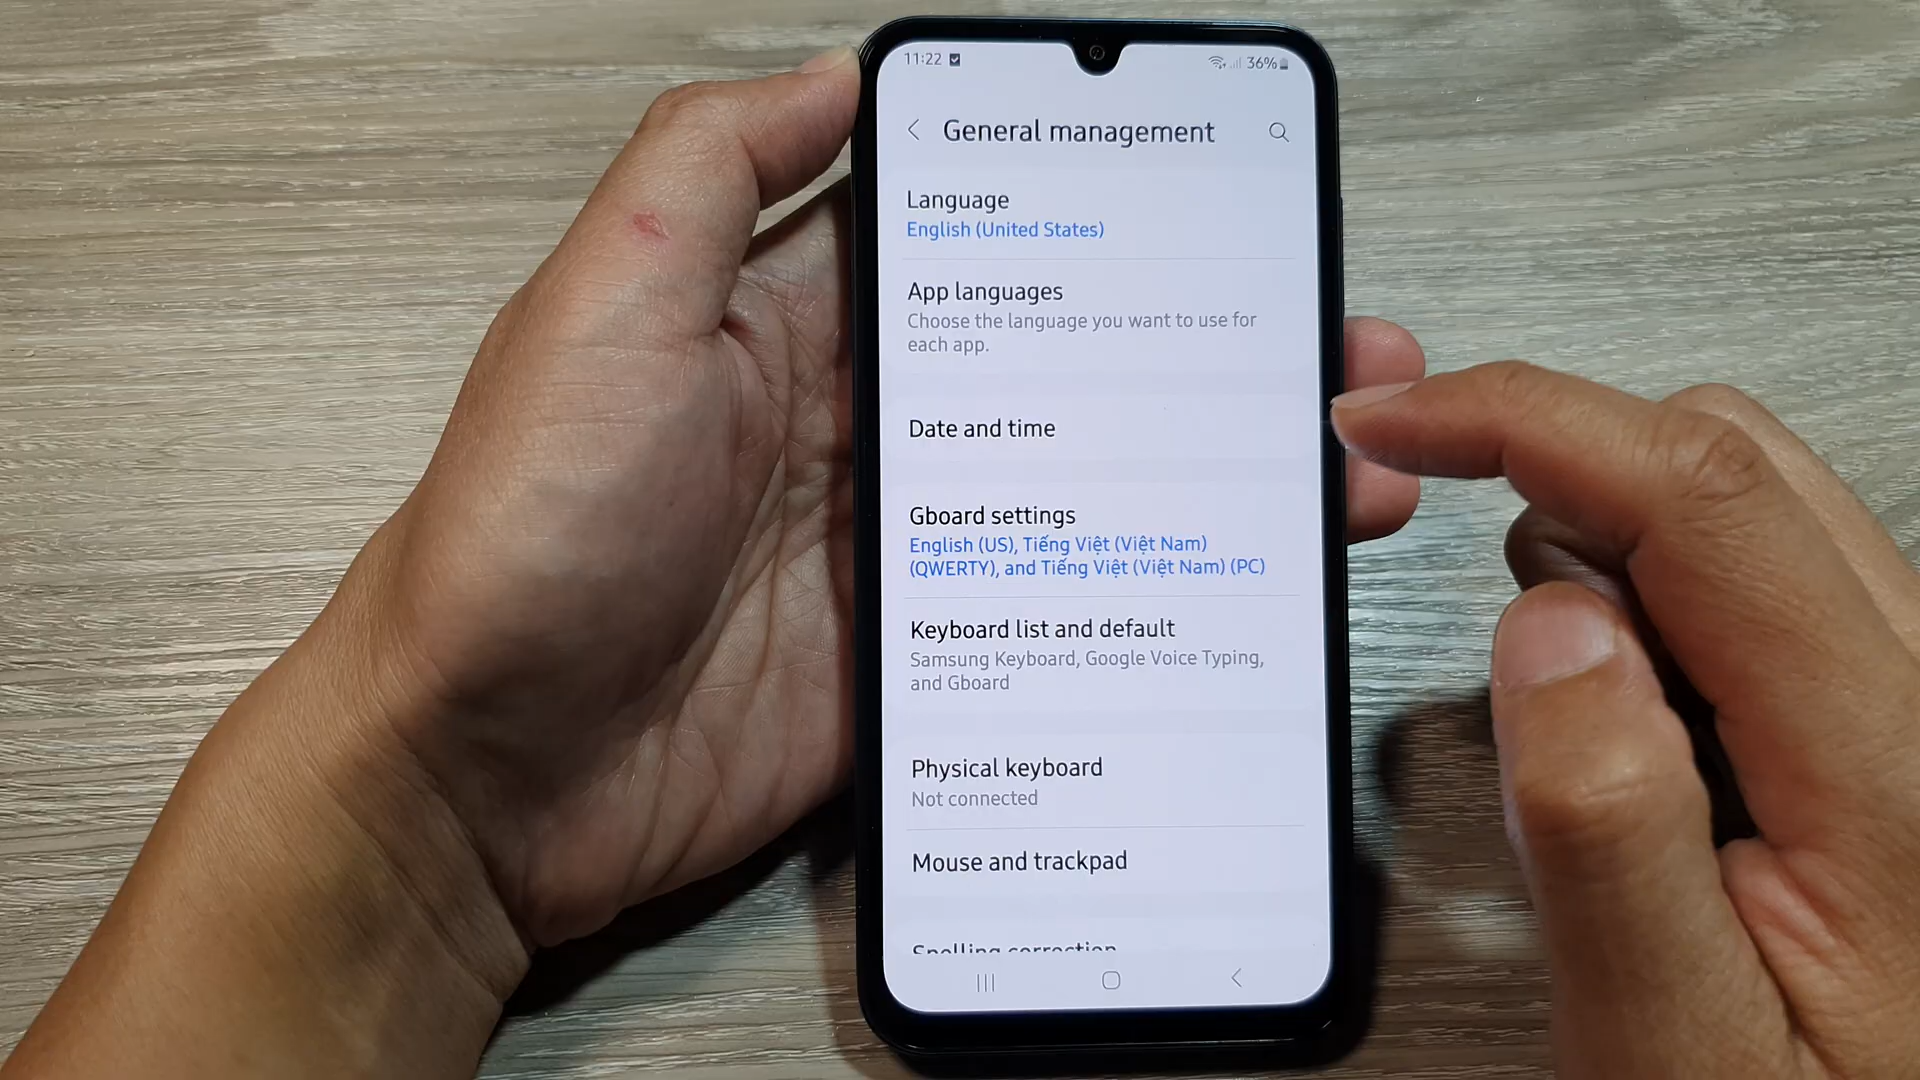 11:22
36%
General management
Language
English (United States)
App languages
Choose the language you want to use for
each app.
Date and time
Gboard settings
English (US), Tiếng Việt (Việt Nam)
(QWERTY), and Tiếng Việt (Việt Nam) (PC)
Keyboard list and default
Samsung Keyboard, Google Voice Typing,
and Gboard
Physical keyboard
Not connected
Mouse and trackpad
Spelling correction